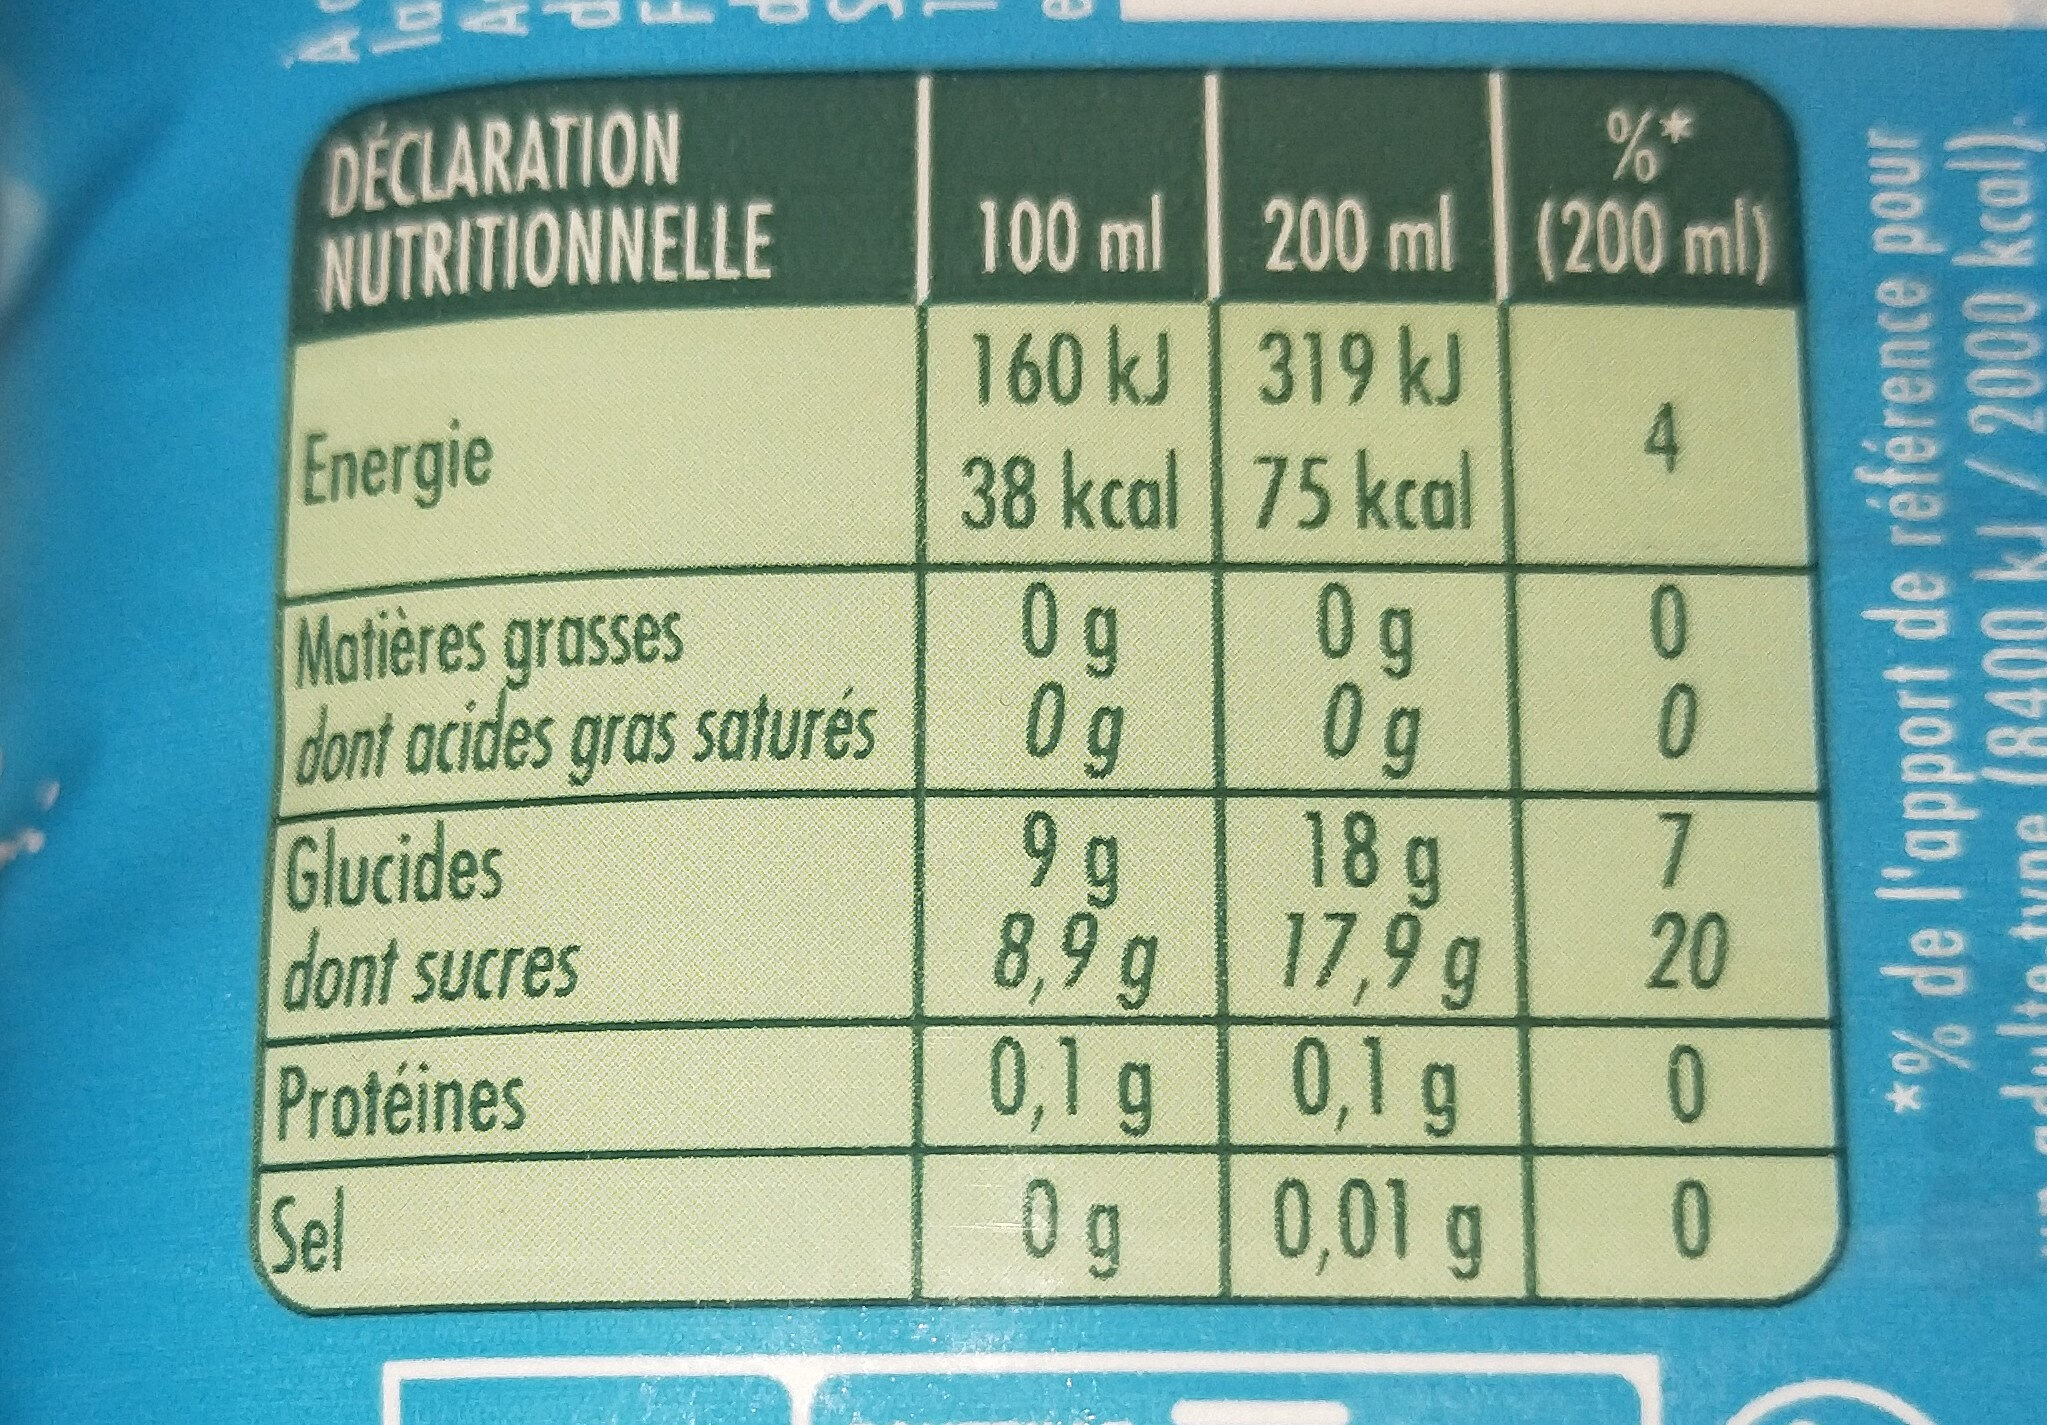 DÉCLARATION
NUTRITIONNELLE
100 ml
200 ml
%*
(200 ml)
Energie
160 kJ
38 kcal
319 kJ
75 kcal
4
Matières grasses 0 g 0 g 0
dont acides gras saturés 0 g 0 g 0
Glucides 9 g 18 g 7
dont sucres 8,9 g 17,9 g 20
Protéines 0,1 g 0,1 g 0
Sel 0 g 0,01 g 0
*% de l'apport de référence pour
un adulte type (8400 kJ / 2000 kcal).